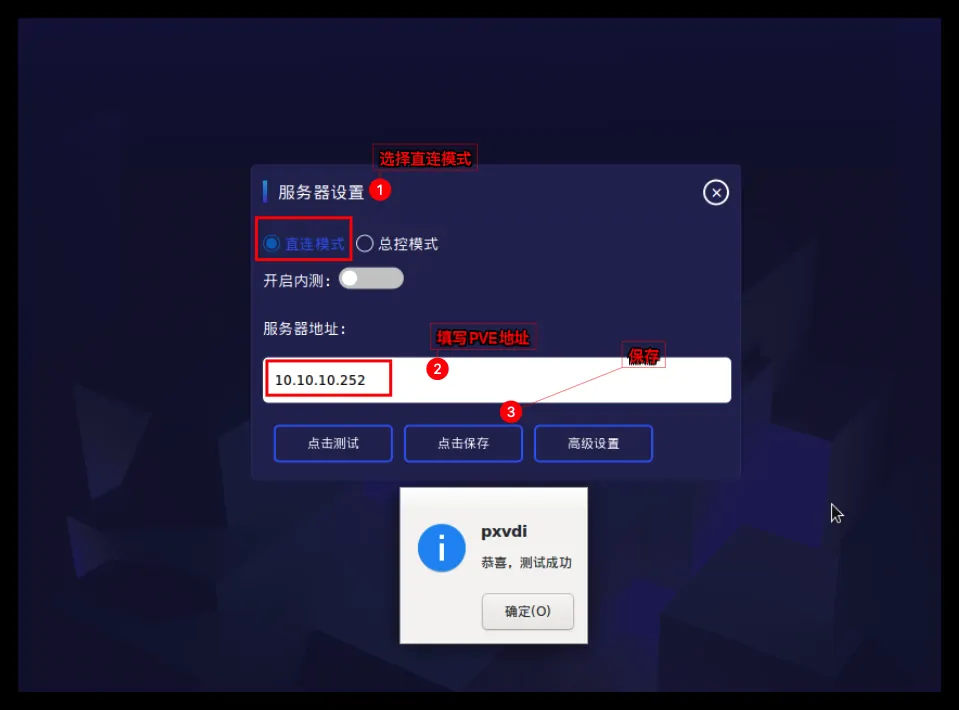 选择直连模式
服务器设置 1
直连模式 总控模式
开启内测:
服务器地址:
填写PVE地址
保存
2
10.10.10.252
3
点击测试 点击保存 高级设置
pxvdi
恭喜，测试成功
确定(O)